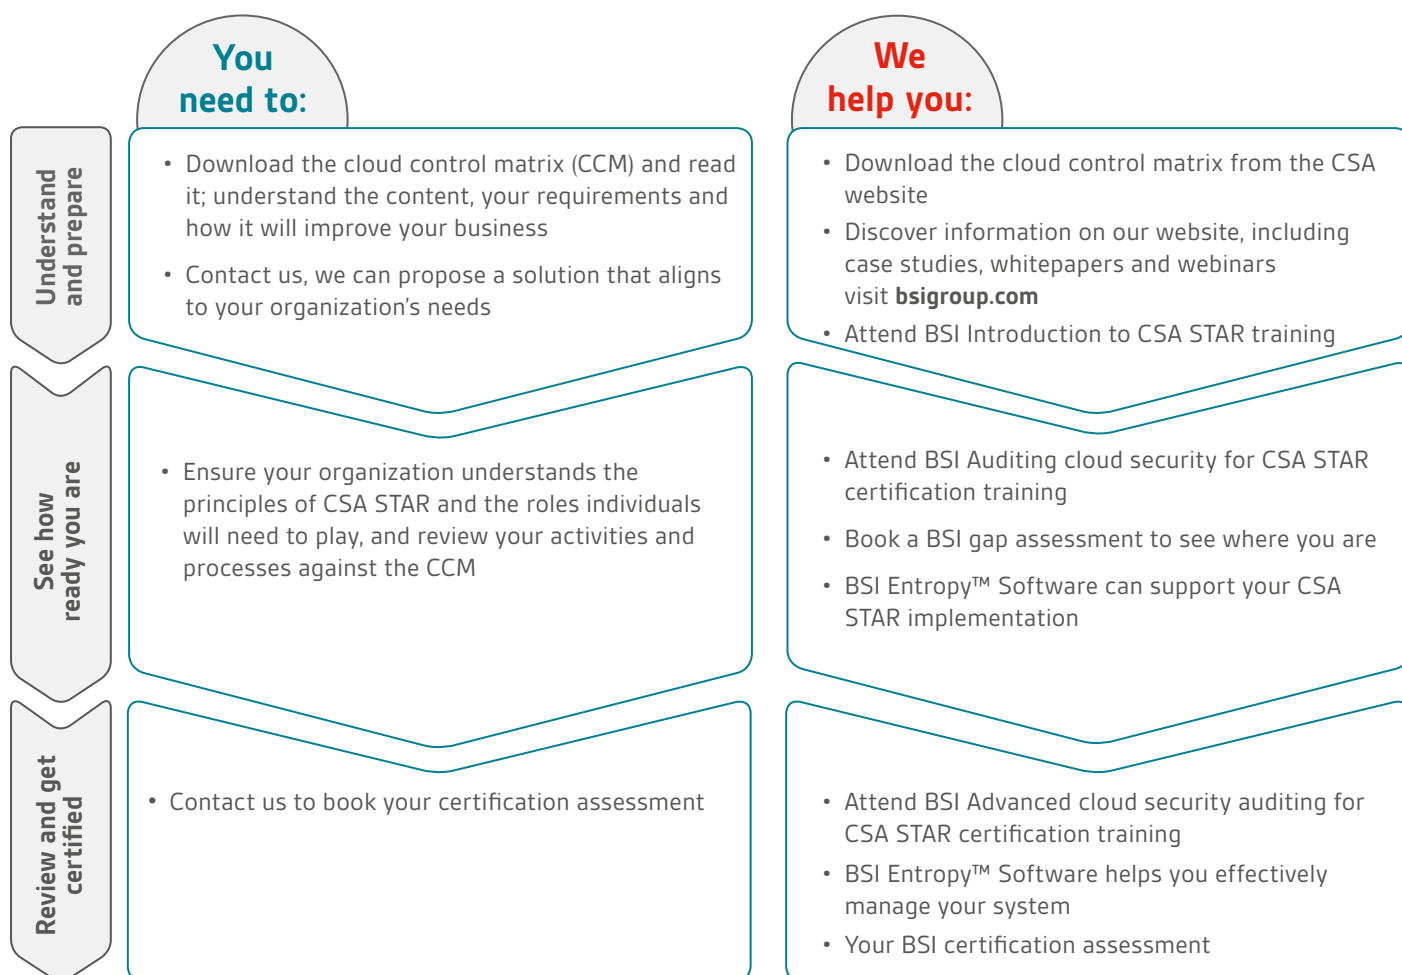 You
need to:
We
help you:
Understand
and prepare
• Download the cloud control matrix (CCM) and read
it; understand the content, your requirements and
how it will improve your business
• Contact us, we can propose a solution that aligns
to your organization’s needs
• Download the cloud control matrix from the CSA
website
• Discover information on our website, including
case studies, whitepapers and webinars
visit bsigroup.com
• Attend BSI Introduction to CSA STAR training
See how
ready you are
• Ensure your organization understands the
principles of CSA STAR and the roles individuals
will need to play, and review your activities and
processes against the CCM
• Attend BSI Auditing cloud security for CSA STAR
certification training
• Book a BSI gap assessment to see where you are
• BSI Entropy™ Software can support your CSA
STAR implementation
Review and get
certified
• Contact us to book your certification assessment
• Attend BSI Advanced cloud security auditing for
CSA STAR certification training
• BSI Entropy™ Software helps you effectively
manage your system
• Your BSI certification assessment